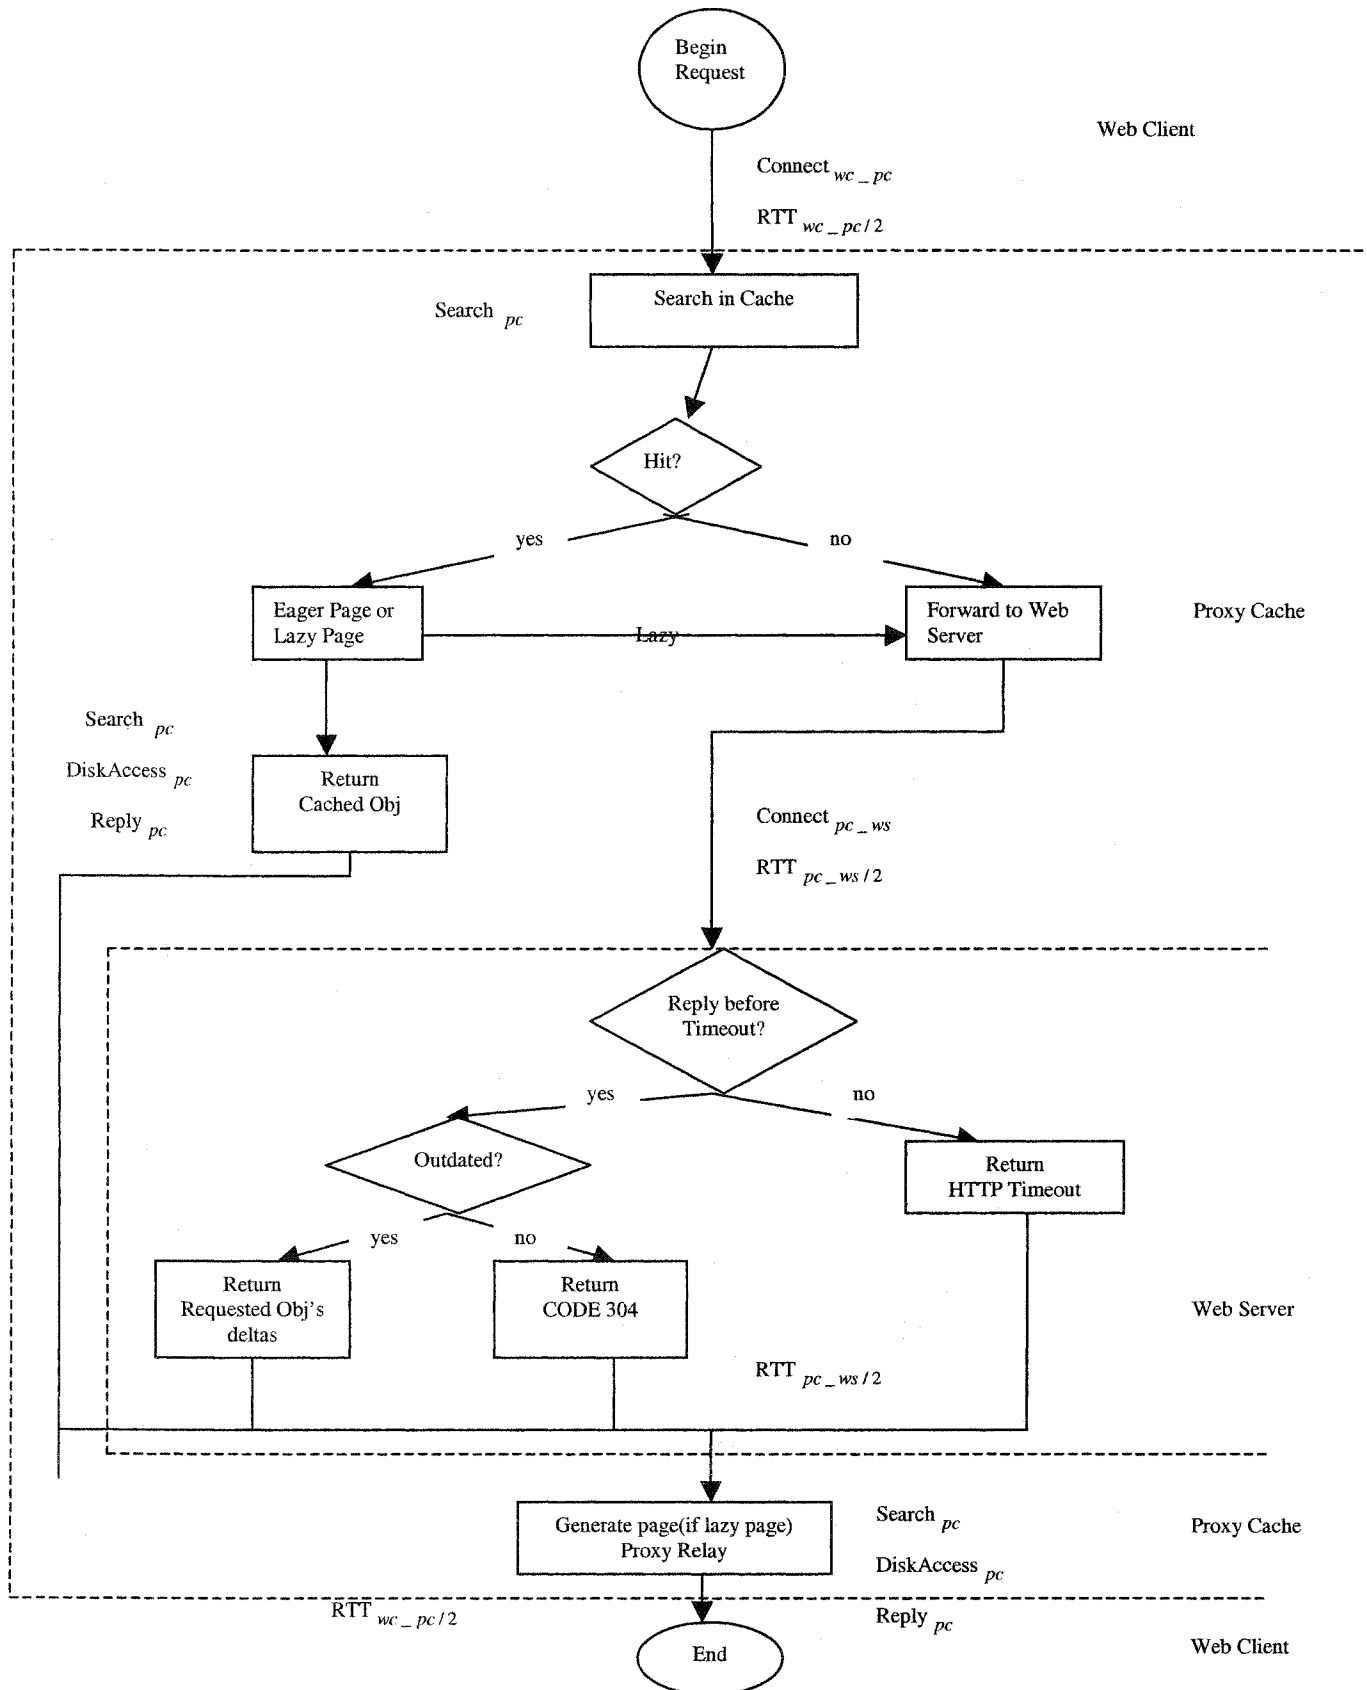 Begin
Request
Web Client
Connect wc_pc
RTT wc_pc/2
Search in Cache
Search pc
Hit?
yes
no
Eager Page or
Lazy Page
Lazy
Forward to Web
Server
Proxy Cache
Search pc
DiskAccess pc
Reply pc
Return
Cached Obj
Connect pc_ws
RTT pc_ws/2
Reply before
Timeout?
yes
no
Outdated?
Return
HTTP Timeout
yes
no
Return
Requested Obj's
deltas
Return
CODE 304
Web Server
RTT pc_ws/2
Generate page(if lazy page)
Proxy Relay
Search pc
DiskAccess pc
Reply pc
Proxy Cache
RTT wc_pc/2
End
Web Client